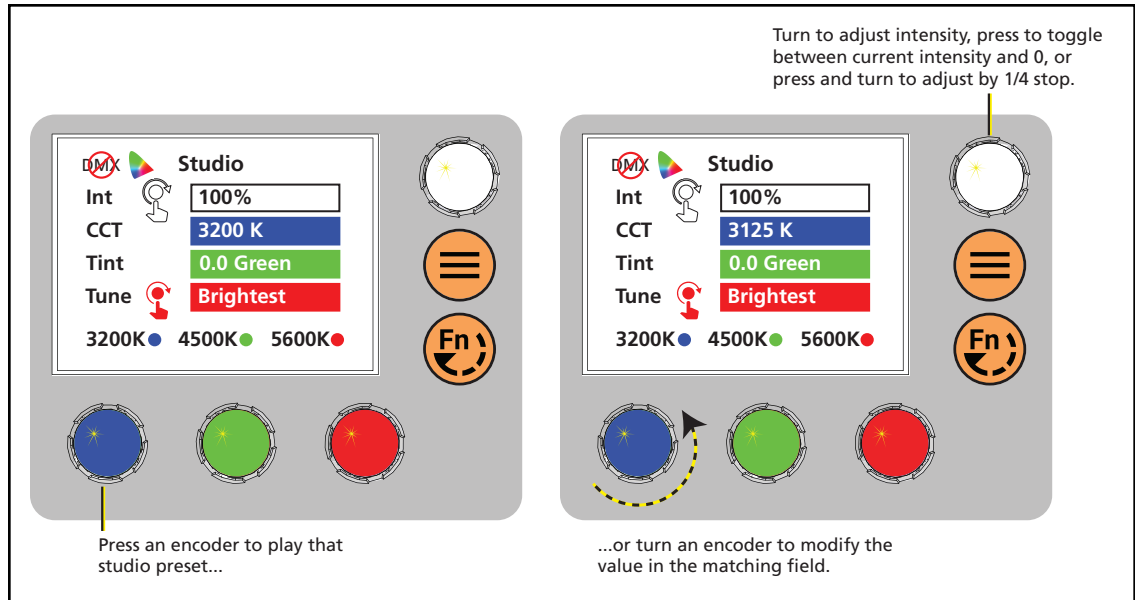 Turn to adjust intensity, press to toggle
between current intensity and 0, or
press and turn to adjust by 1/4 stop.
DMX Studio
Int 100%
CCT 3200 K
Tint 0.0 Green
Tune Brightest
3200K 4500K 5600K
Fn
DMX Studio
Int 100%
CCT 3125 K
Tint 0.0 Green
Tune Brightest
3200K 4500K 5600K
Fn
Press an encoder to play that
studio preset...
...or turn an encoder to modify the
value in the matching field.